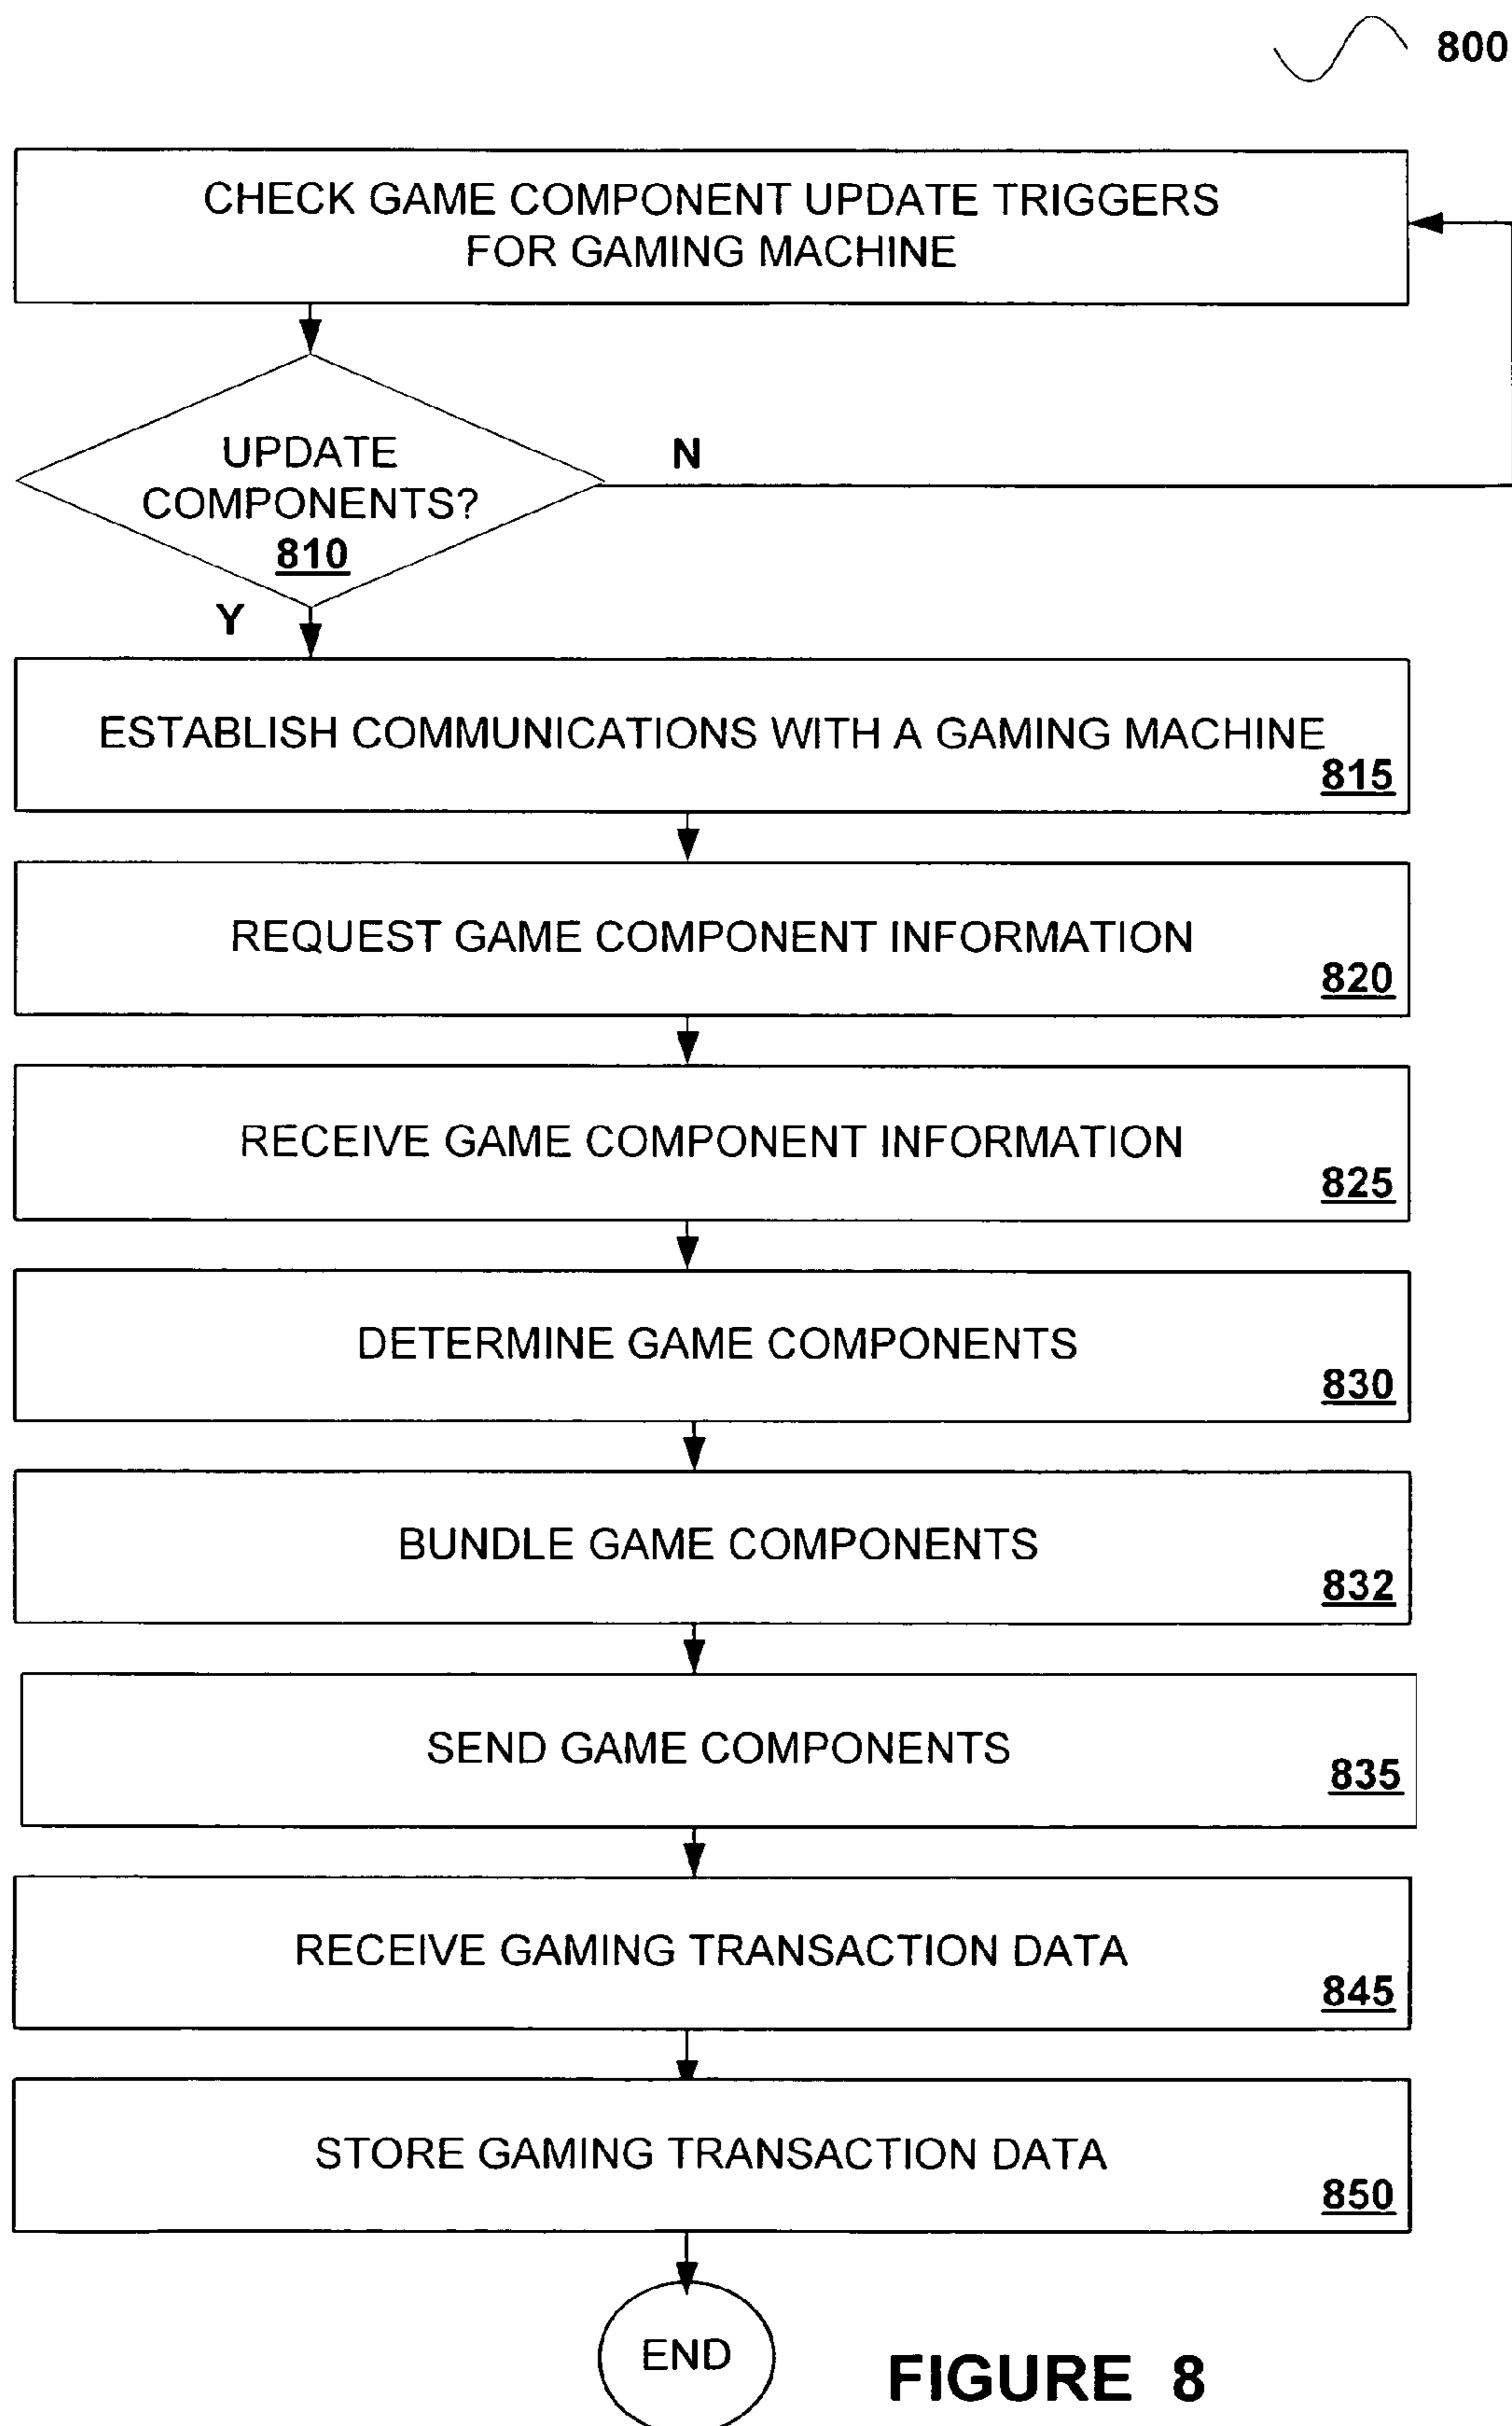 800
CHECK GAME COMPONENT UPDATE TRIGGERS
FOR GAMING MACHINE
UPDATE
COMPONENTS?
810
N
Y
ESTABLISH COMMUNICATIONS WITH A GAMING MACHINE
815
REQUEST GAME COMPONENT INFORMATION
820
RECEIVE GAME COMPONENT INFORMATION
825
DETERMINE GAME COMPONENTS
830
BUNDLE GAME COMPONENTS
832
SEND GAME COMPONENTS
835
RECEIVE GAMING TRANSACTION DATA
845
STORE GAMING TRANSACTION DATA
850
END
FIGURE 8